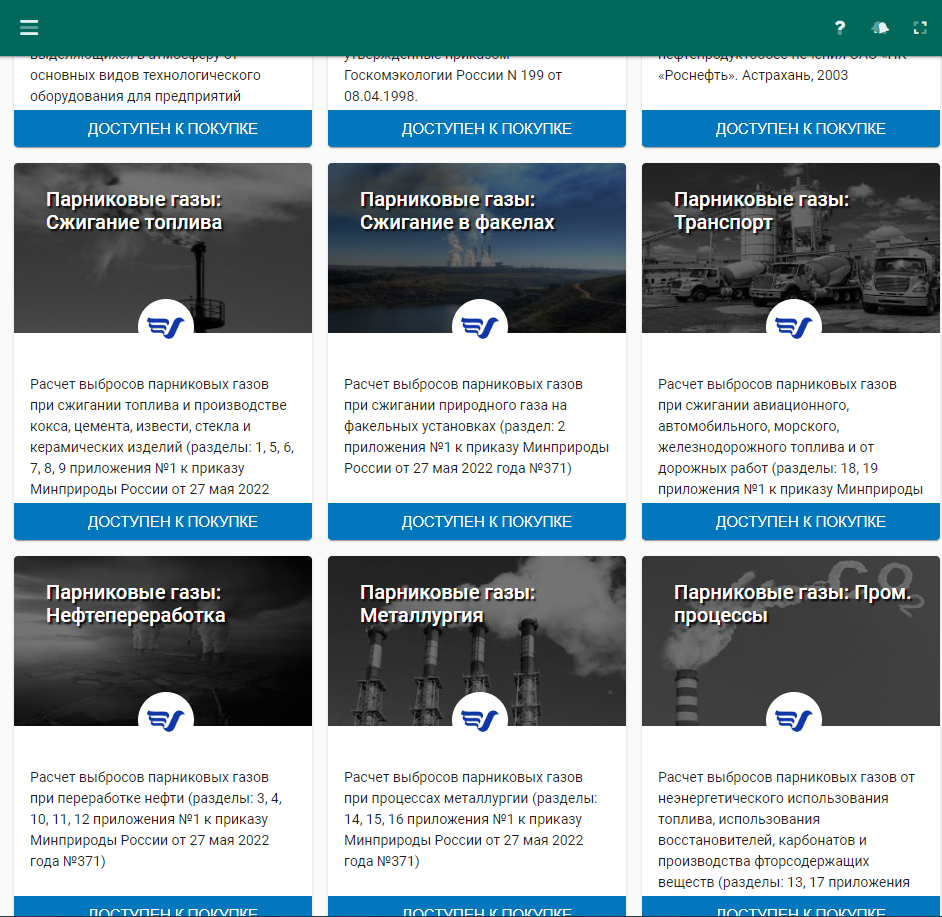 выделяющихся в атмосферу от
основных видов технологического
оборудования для предприятий
ДОСТУПЕН К ПОКУПКЕ
утвержденные приказом
Госкомэкологии России N 199 от
08.04.1998.
ДОСТУПЕН К ПОКУПКЕ
«Роснефть». Астрахань, 2003
ДОСТУПЕН К ПОКУПКЕ
Парниковые газы:
Сжигание топлива
Расчет выбросов парниковых газов
при сжигании топлива и производстве
кокса, цемента, извести, стекла и
керамических изделий (разделы: 1, 5, 6,
7, 8, 9 приложения №1 к приказу
Минприроды России от 27 мая 2022
ДОСТУПЕН К ПОКУПКЕ
Парниковые газы:
Сжигание в факелах
Расчет выбросов парниковых газов
при сжигании природного газа на
факельных установках (раздел: 2
приложения №1 к приказу Минприроды
России от 27 мая 2022 года №371)
ДОСТУПЕН К ПОКУПКЕ
Парниковые газы:
Транспорт
Расчет выбросов парниковых газов
при сжигании авиационного,
автомобильного, морского,
железнодорожного топлива и от
дорожных работ (разделы: 18, 19
приложения №1 к приказу Минприроды
ДОСТУПЕН К ПОКУПКЕ
Парниковые газы:
Нефтепереработка
Расчет выбросов парниковых газов
при переработке нефти (разделы: 3, 4,
10, 11, 12 приложения №1 к приказу
Минприроды России от 27 мая 2022
года №371)
ДОСТУПЕН К ПОКУПКЕ
Парниковые газы:
Металлургия
Расчет выбросов парниковых газов
при процессах металлургии (разделы:
14, 15, 16 приложения №1 к приказу
Минприроды России от 27 мая 2022
года №371)
ДОСТУПЕН К ПОКУПКЕ
CO2
Парниковые газы: Пром.
процессы
Расчет выбросов парниковых газов от
неэнергетического использования
топлива, использования
восстановителей, карбонатов и
производства фторсодержащих
веществ (разделы: 13, 17 приложения
ДОСТУПЕН К ПОКУПКЕ